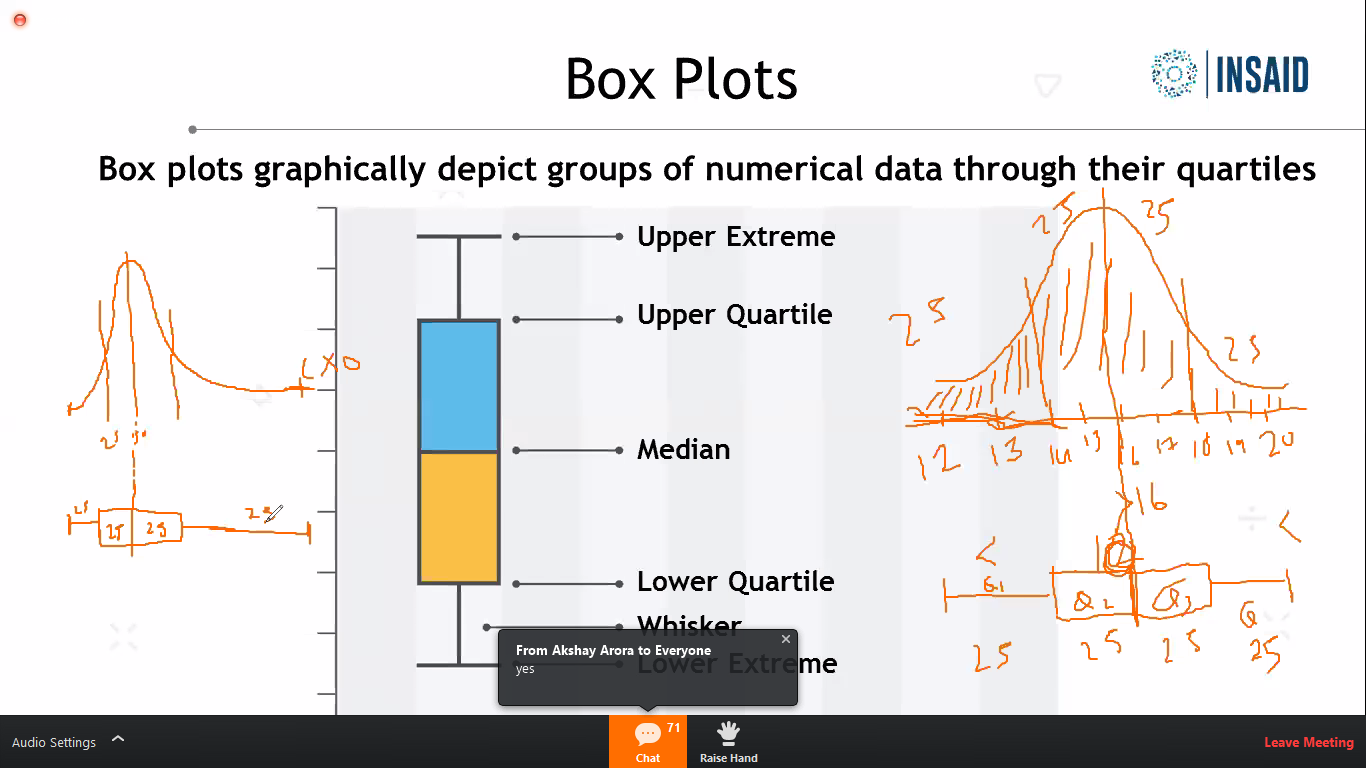 Box Plots
INSAID
Box plots graphically depict groups of numerical data through their quartiles
25 25
Upper Extreme
25
Upper Quartile
25
Median
12 13 13 16 17 18 19 20
25
16
25 25
Lower Quartile
<
<
Q2 Q3
Whisker
25 25 25 25
Lower Extreme
From Akshay Arora to Everyone
yes
Audio Settings
71
Chat
Raise Hand
Leave Meeting